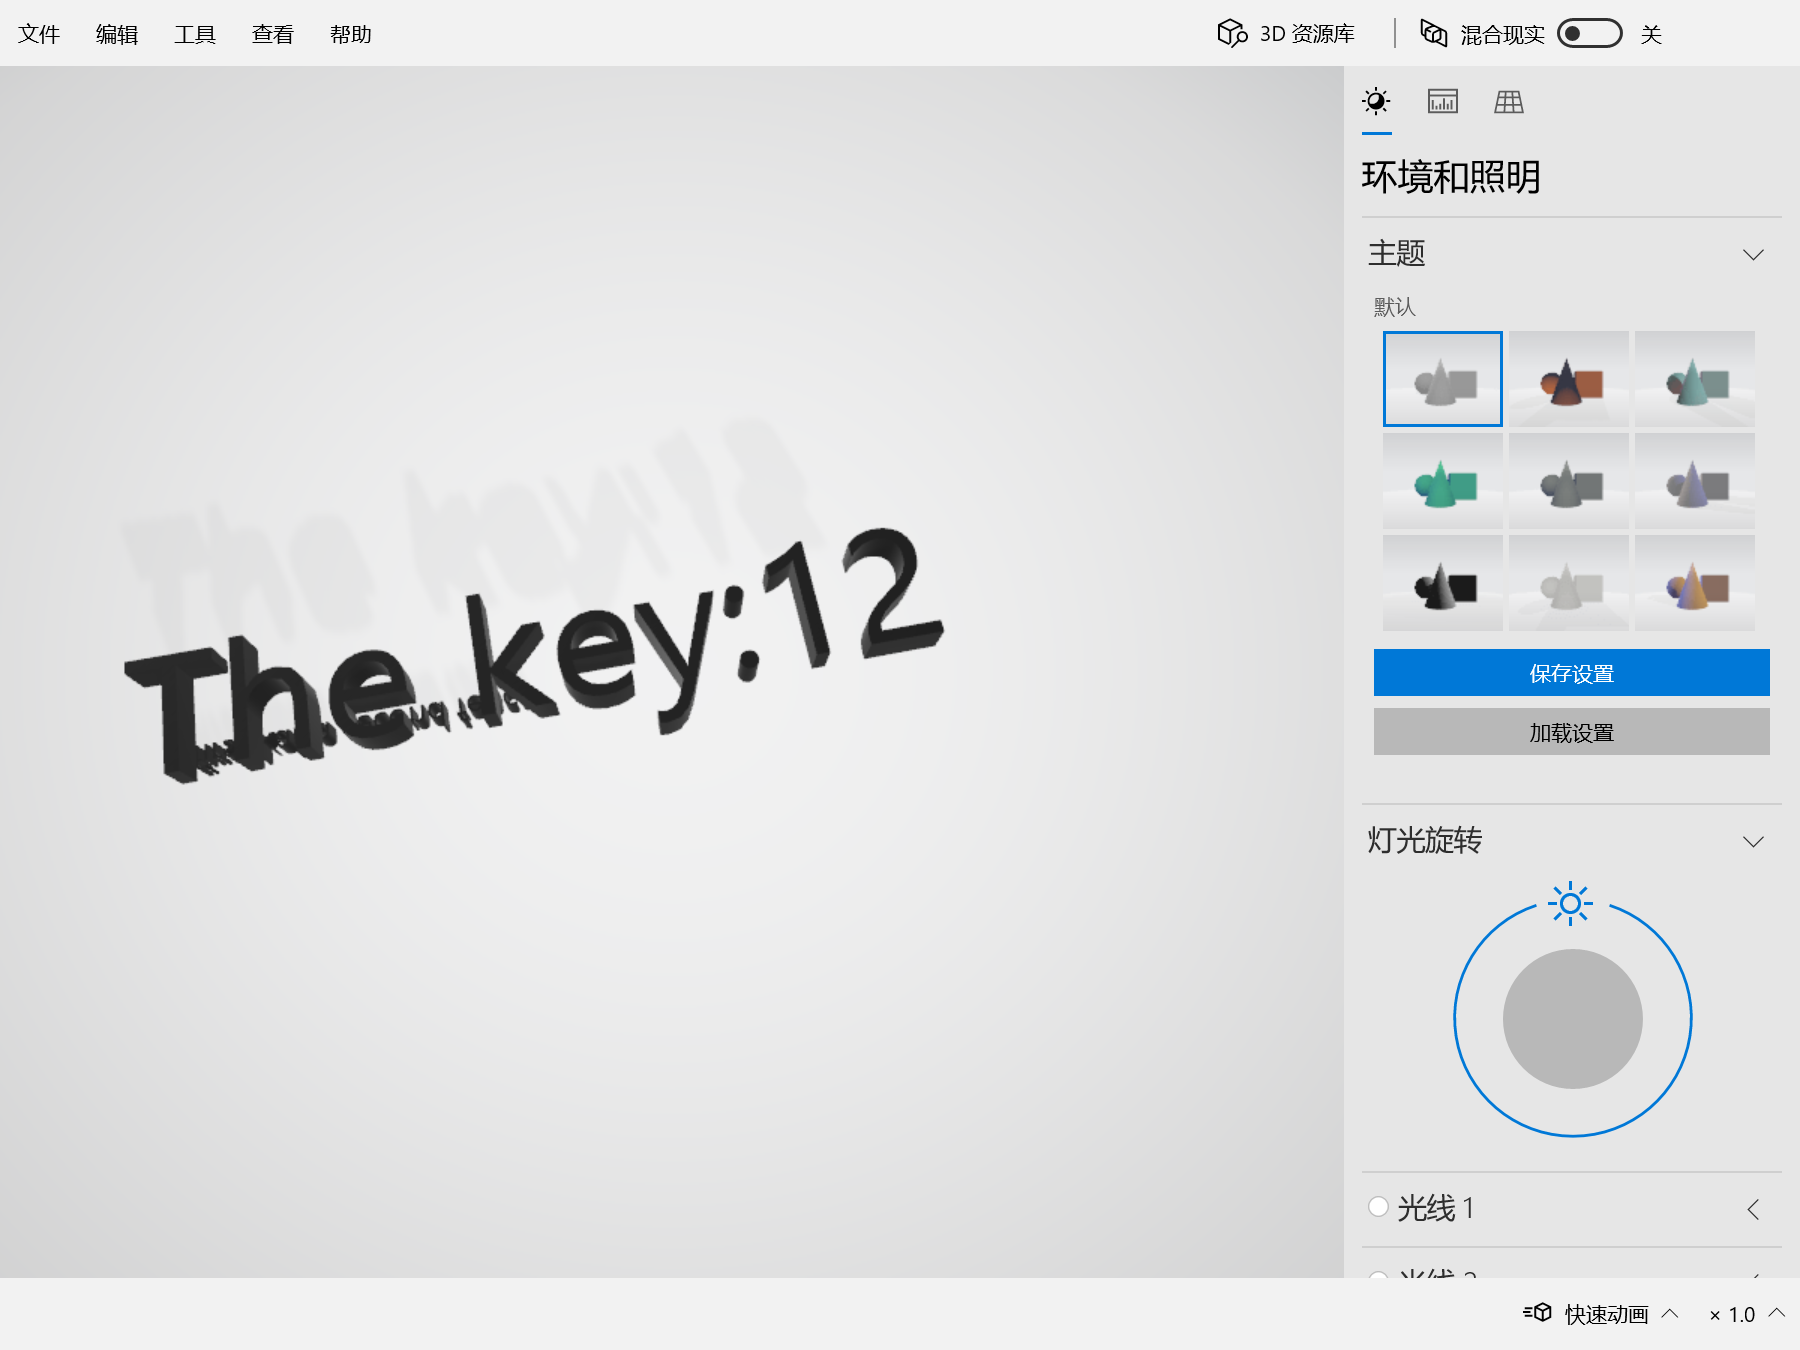 文件 编辑 工具 查看 帮助 3D 资源库 混合现实 关
环境和照明
主题
默认
The key:12
保存设置
加载设置
灯光旋转
光线 1
快速动画 × 1.0